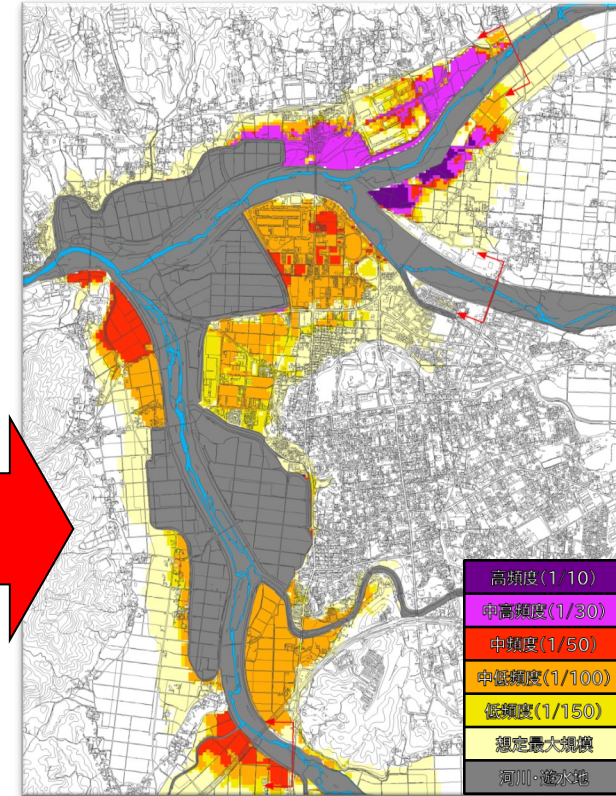 高頻度(1/10)
中高頻度(1/30)
中頻度(1/50)
中低頻度(1/100)
低頻度(1/150)
想定最大規模
河川・遊水地